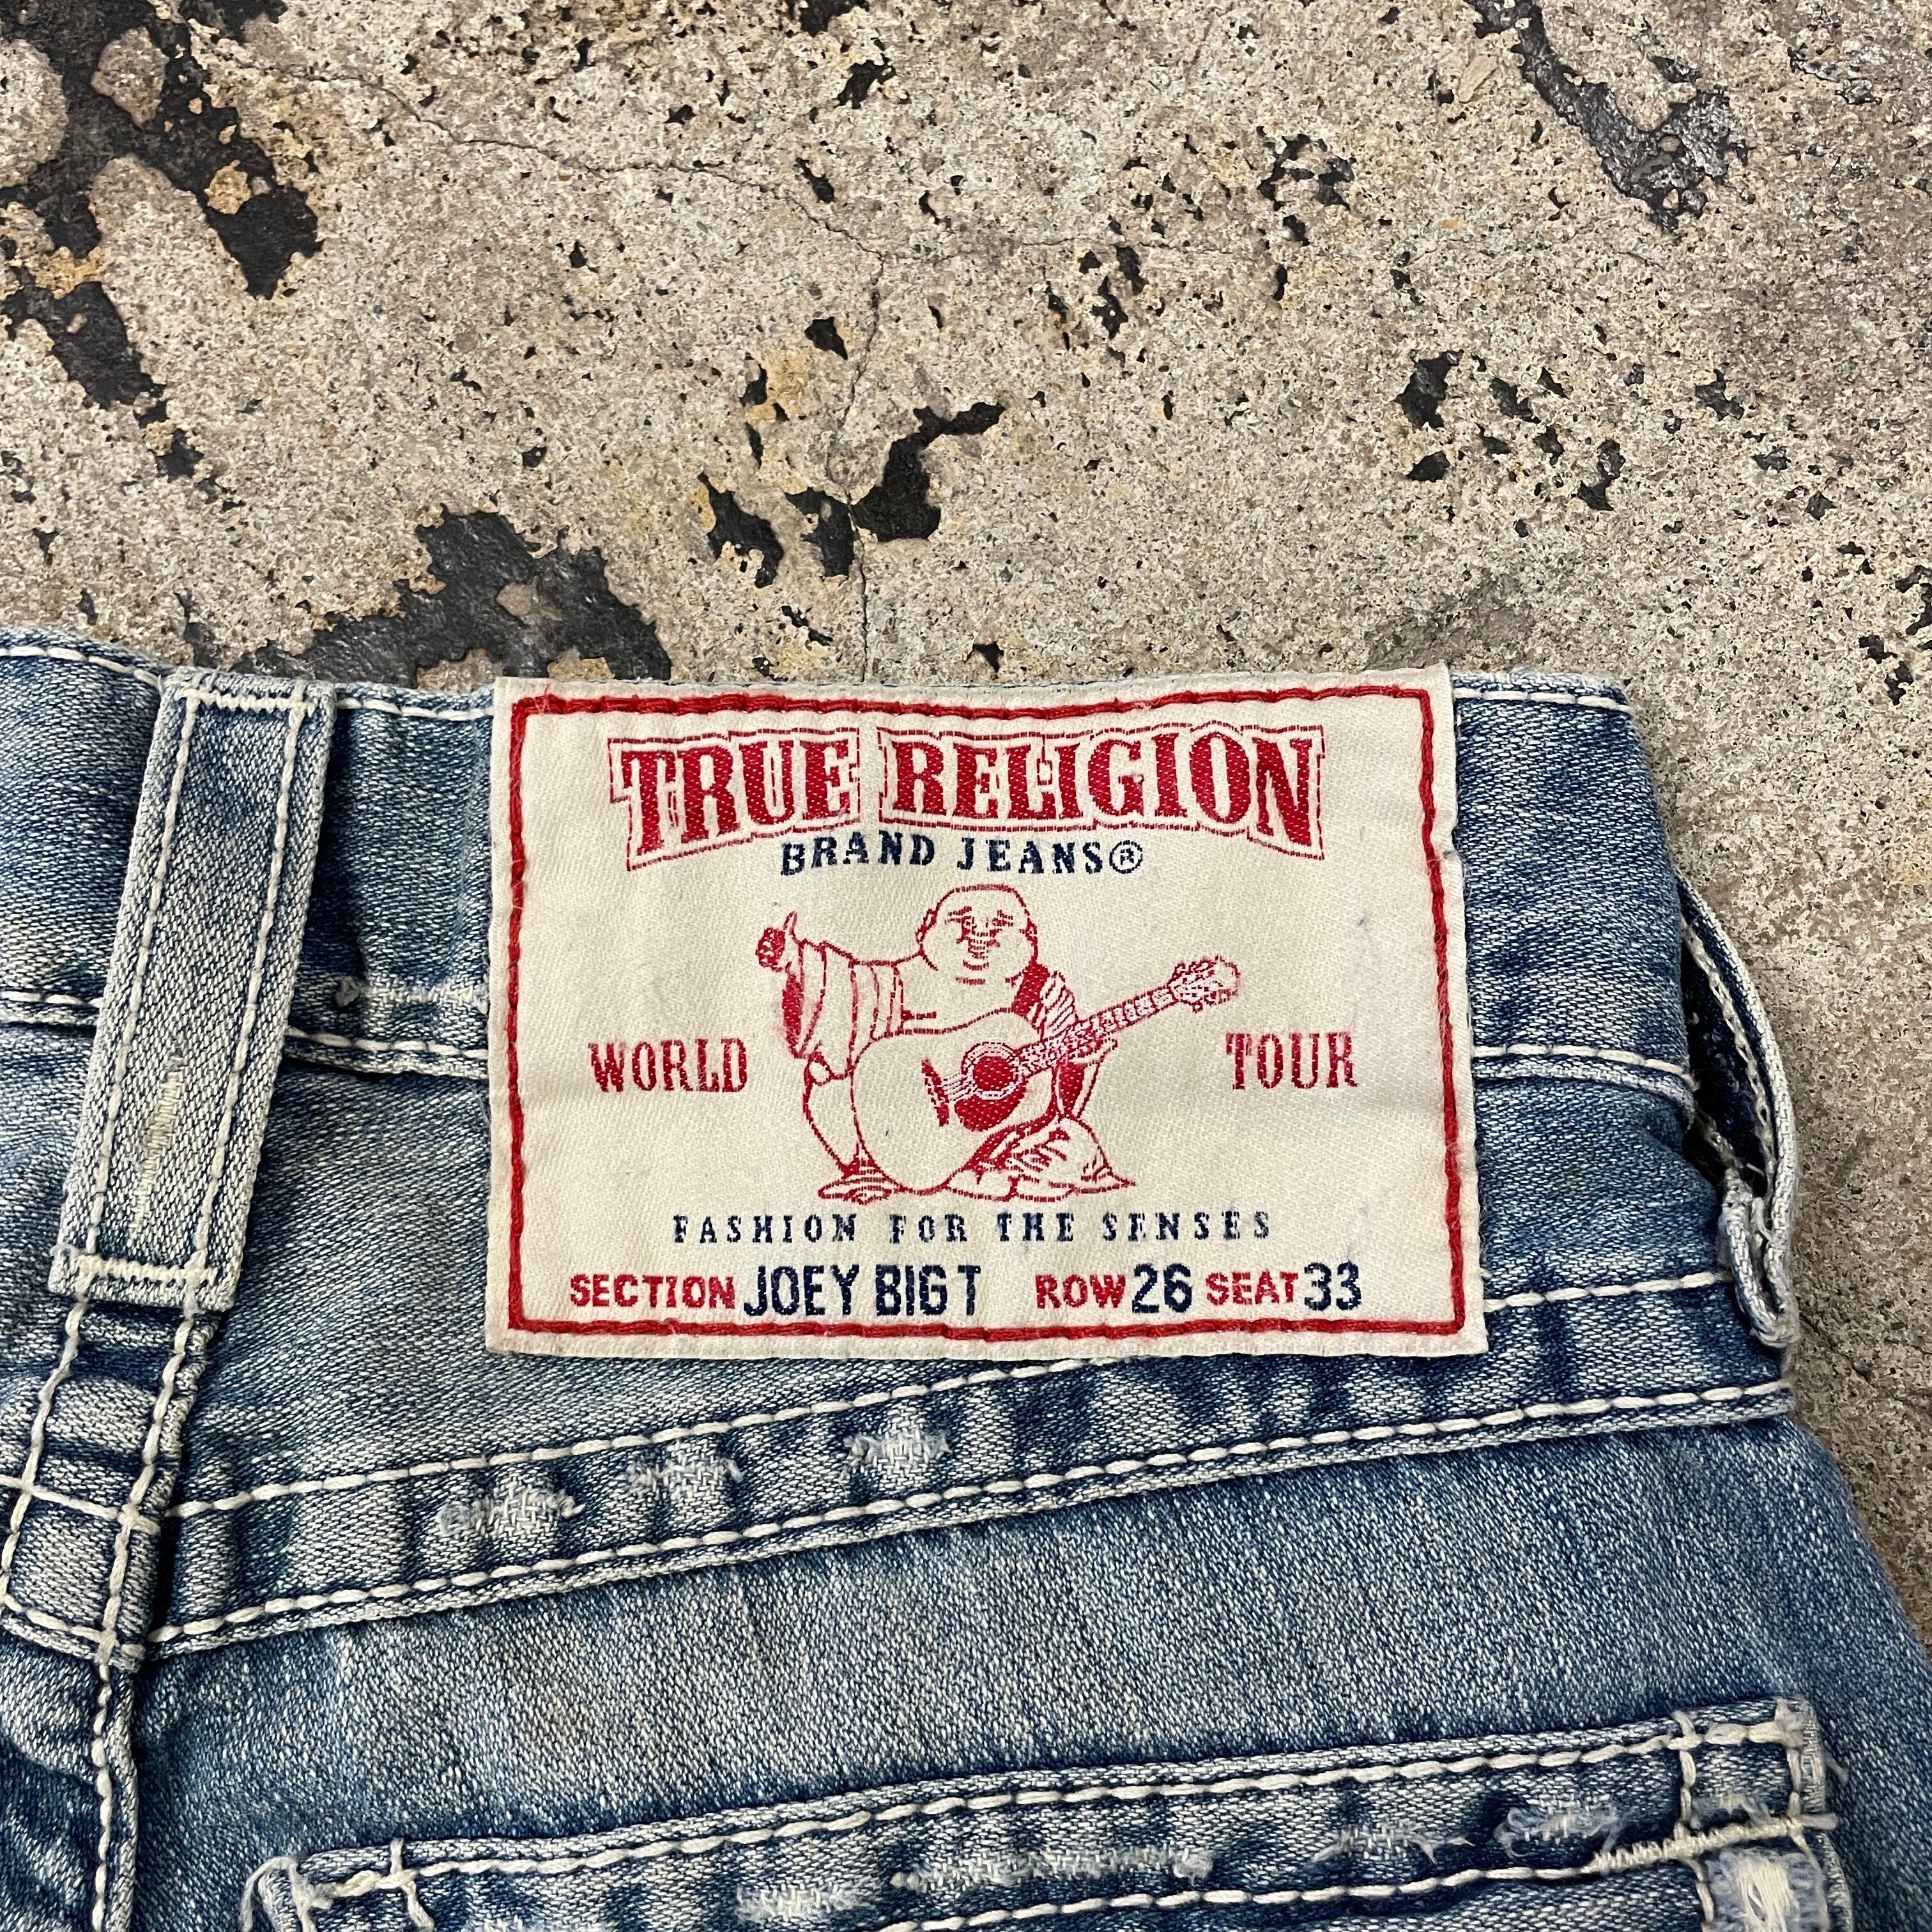 TRUE RELIGION
BRAND JEANS®
WORLD TOUR
FASHION FOR THE SENSES
SECTION JOEY BIG T ROW 26 SEAT 33